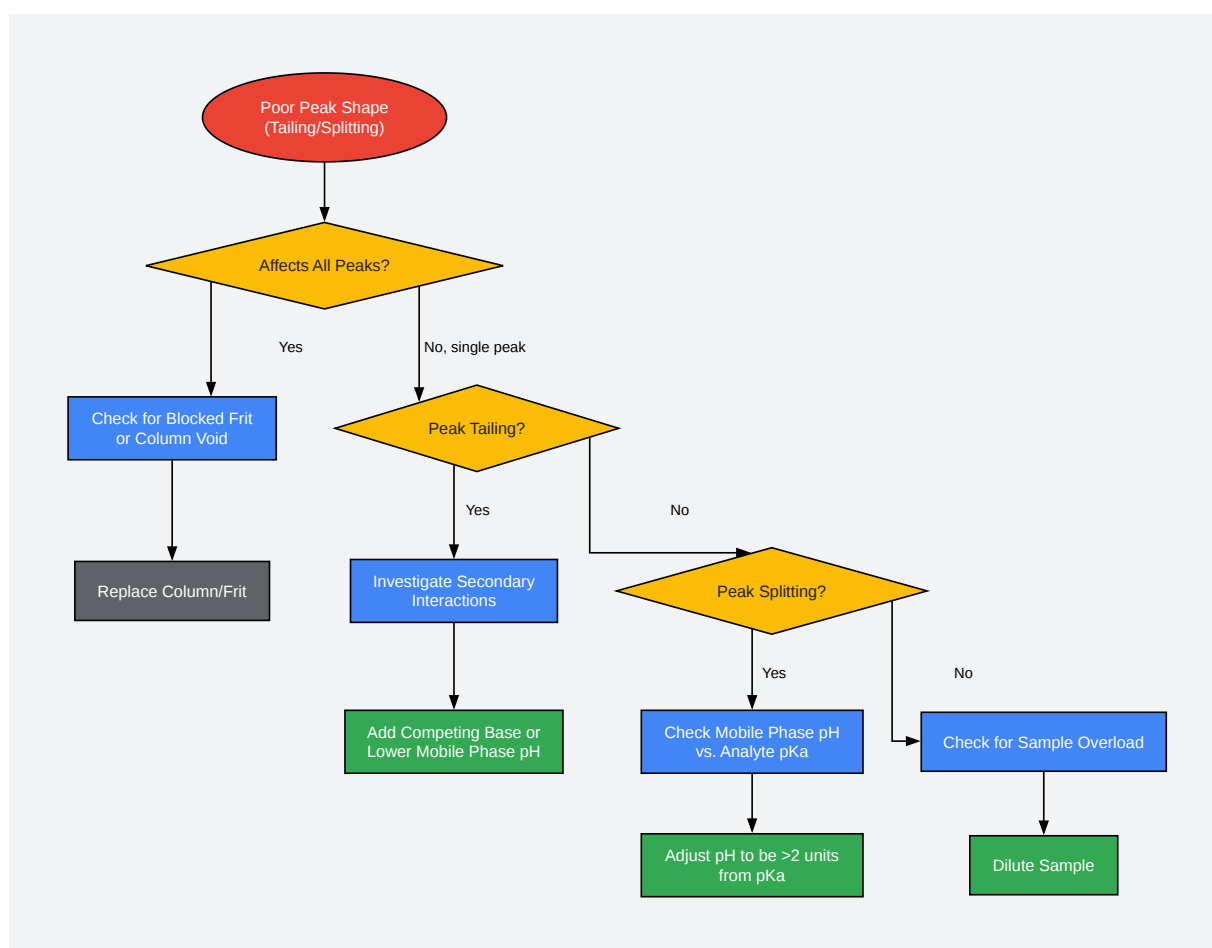 Poor Peak Shape
(Tailing/Splitting)
Affects All Peaks?
Yes
No, single peak
Check for Blocked Frit
or Column Void
Peak Tailing?
Yes
No
Replace Column/Frit
Investigate Secondary
Interactions
Peak Splitting?
Yes
No
Add Competing Base or
Lower Mobile Phase pH
Check Mobile Phase pH
vs. Analyte pKa
Check for Sample Overload
Adjust pH to be >2 units
from pKa
Dilute Sample